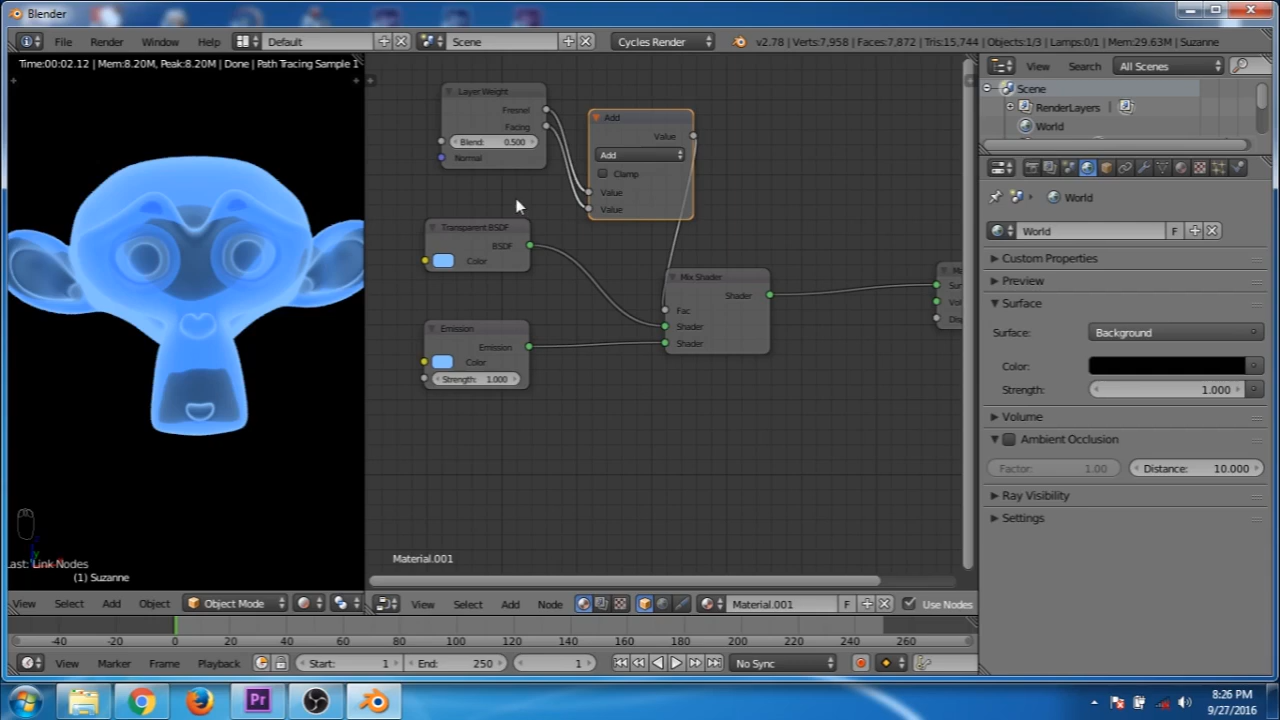 Blender
File Render Window Help Default Scene Cycles Render v2.78 | Verts:7,958 | Faces:7,872 | Tris:15,744 | Objects:1/3 | Lamps:0/1 | Mem:29.63M | Suzanne
Time:00:02.12 | Mem:8.20M, Peak:8.20M | Done | Path Tracing Sample 1
View Search All Scenes
Scene
RenderLayers |
World
Layer Weight
Fresnel
Facing
Blend: 0.500
Normal
Add
Value
Add
Clamp
Value
Value
Transparent BSDF
BSDF
Color
Mix Shader
Shader
Fac
Shader
Shader
Emission
Emission
Color
Strength: 1.000
Material.001
World
World F
Custom Properties
Preview
Surface
Surface: Background
Color:
Strength: 1.000
Volume
Ambient Occlusion
Factor: 1.00 Distance: 10.000
Ray Visibility
Settings
ast: Link Nodes
(1) Suzanne
View Select Add Object Object Mode
View Select Add Node Material.001 F Use Nodes
-40 -20 0 20 40 60 80 100 120 140 160 180 200 220 240 260
View Marker Frame Playback Start: 1 End: 250 1 No Sync
Pr
8:26 PM
9/27/2016